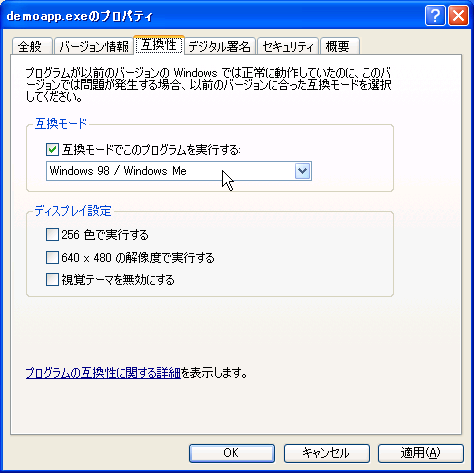 demoapp.exeのプロパティ
全般 バージョン情報 互換性 デジタル署名 セキュリティ 概要
プログラムが以前のバージョンの Windows では正常に動作していたのに、このバ
ージョンでは問題が発生する場合、以前のバージョンに合った互換モードを選択
してください。
互換モード
互換モードでこのプログラムを実行する:
Windows 98 / Windows Me
ディスプレイ設定
256 色で実行する
640 x 480 の解像度で実行する
視覚テーマを無効にする
プログラムの互換性に関する詳細を表示します。
OK キャンセル 適用(A)